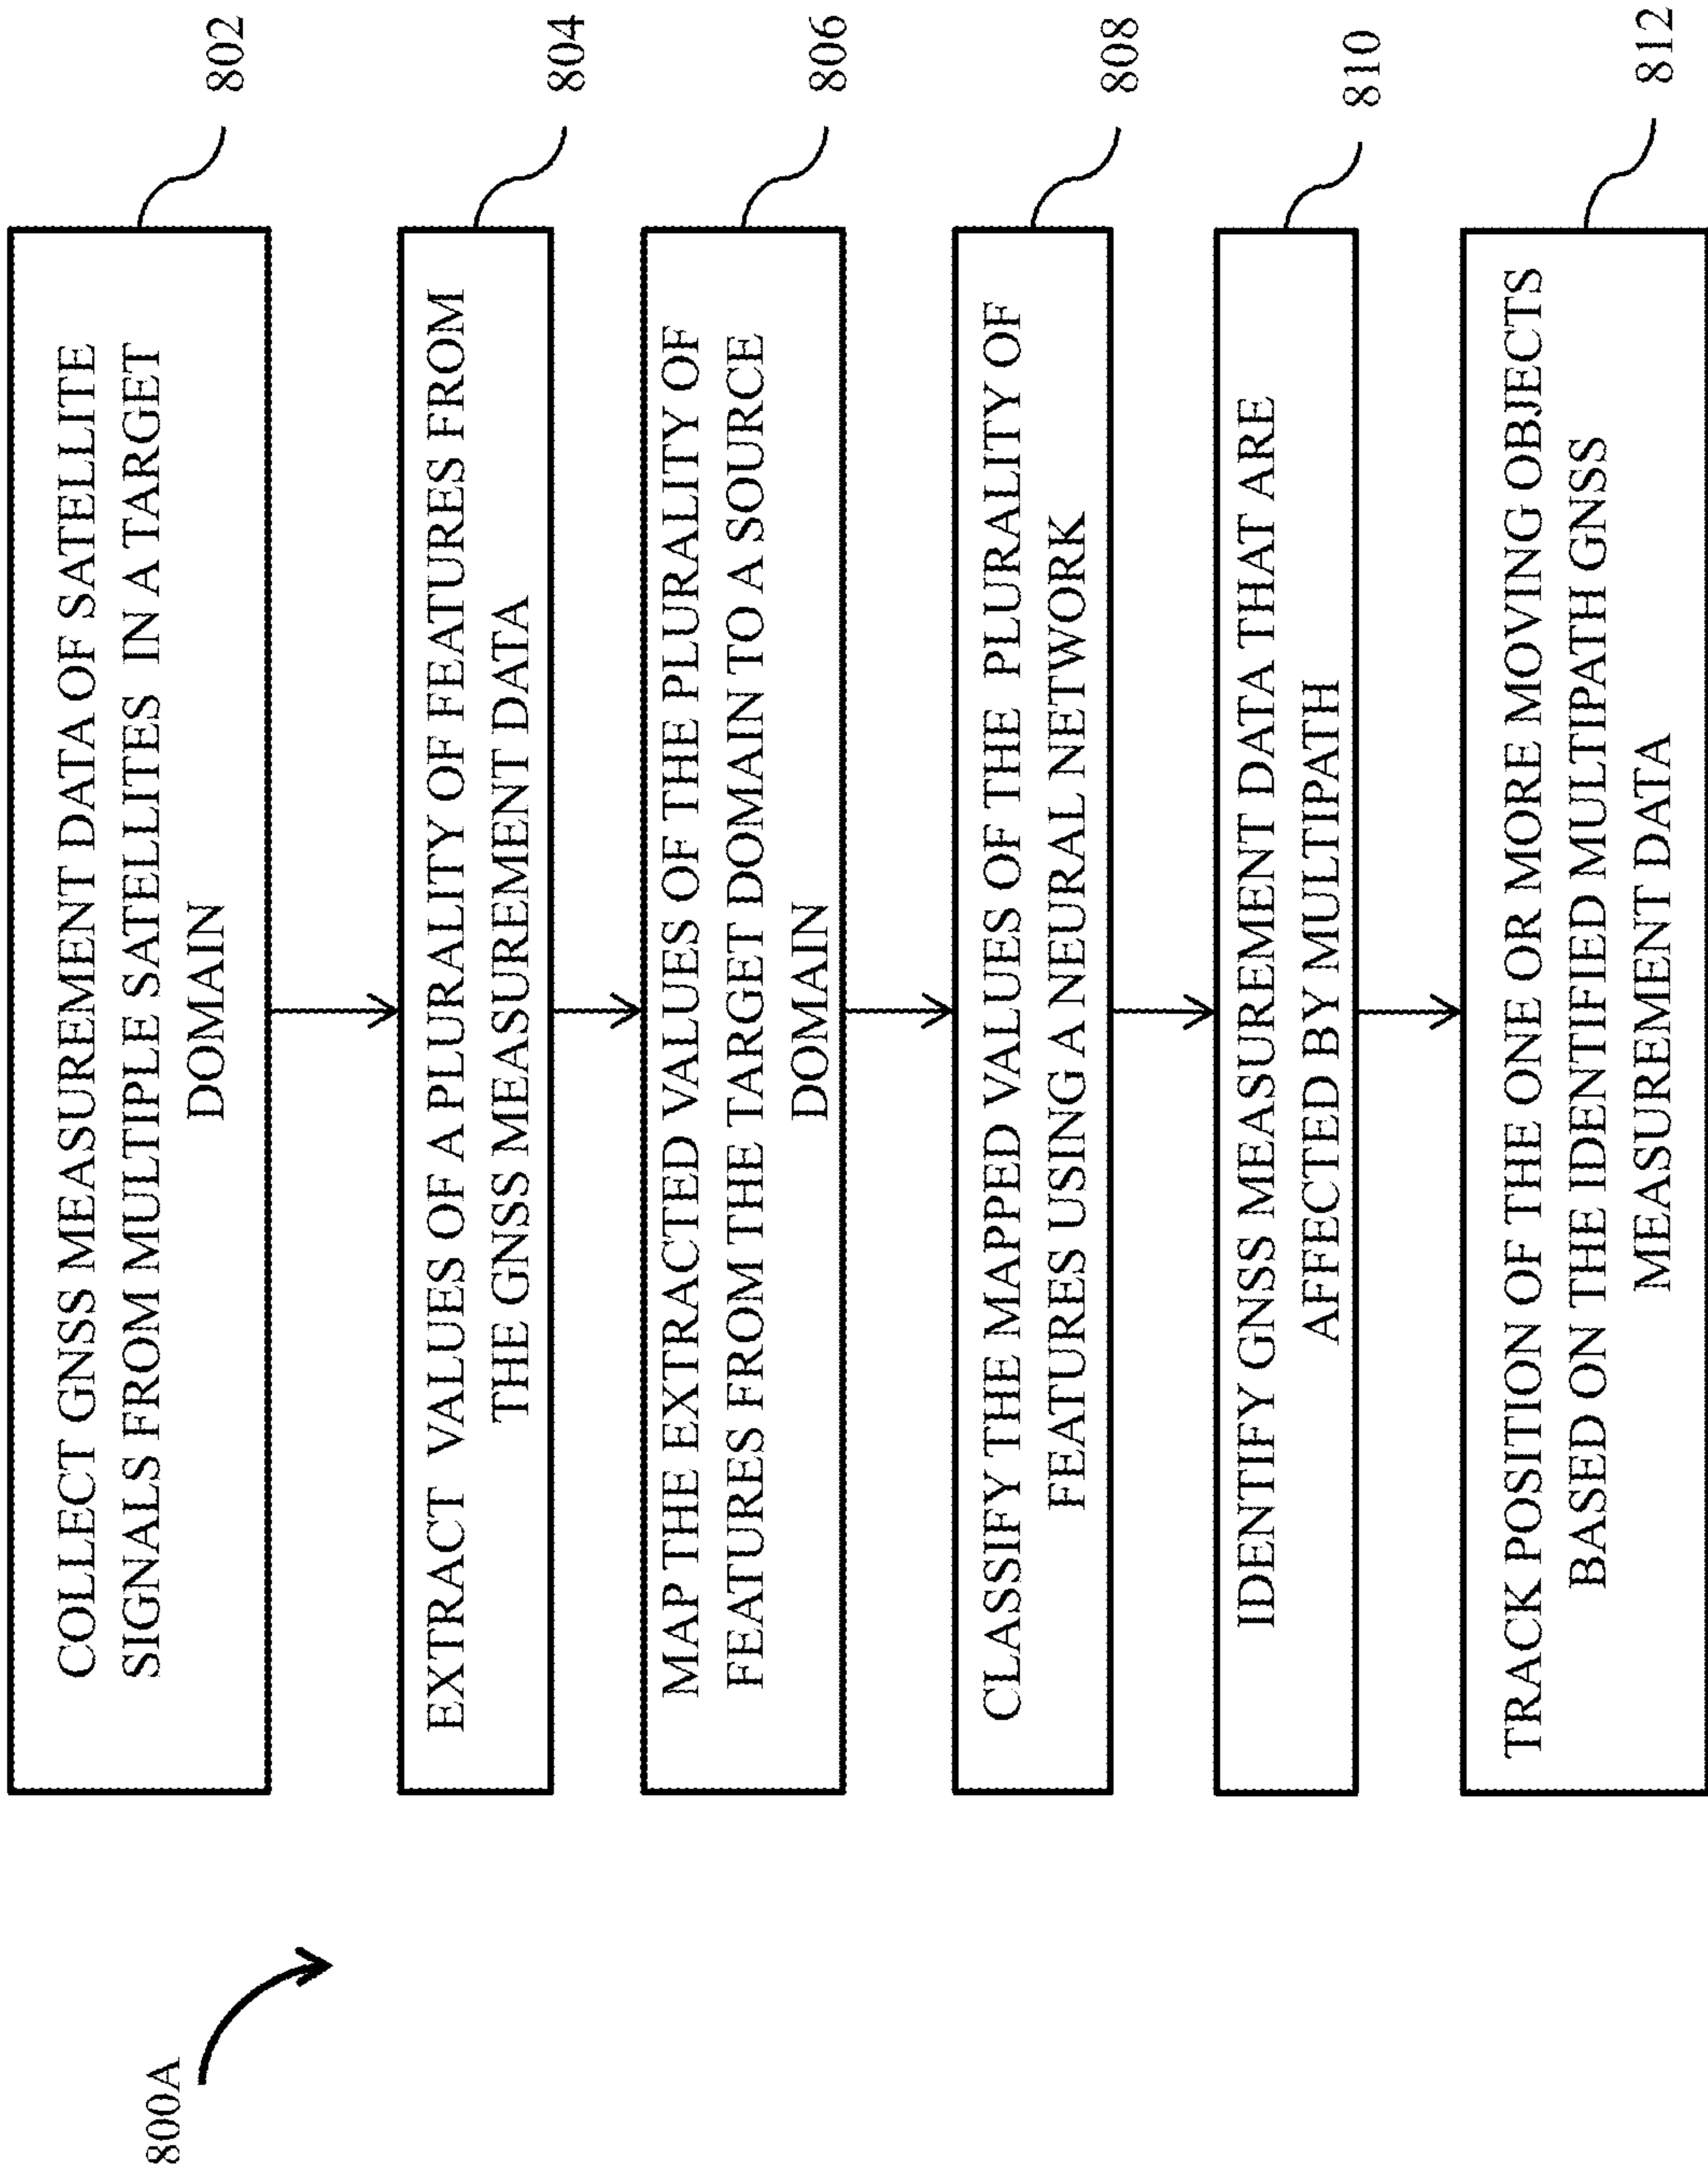 800A
COLLECT GNSS MEASUREMENT DATA OF SATELLITE
SIGNALS FROM MULTIPLE SATELLITES IN A TARGET
DOMAIN
802
EXTRACT VALUES OF A PLURALITY OF FEATURES FROM
THE GNSS MEASUREMENT DATA
804
MAP THE EXTRACTED VALUES OF THE PLURALITY OF
FEATURES FROM THE TARGET DOMAIN TO A SOURCE
DOMAIN
806
CLASSIFY THE MAPPED VALUES OF THE PLURALITY OF
FEATURES USING A NEURAL NETWORK
808
IDENTIFY GNSS MEASUREMENT DATA THAT ARE
AFFECTED BY MULTIPATH
810
TRACK POSITION OF THE ONE OR MORE MOVING OBJECTS
BASED ON THE IDENTIFIED MULTIPATH GNSS
MEASUREMENT DATA
812